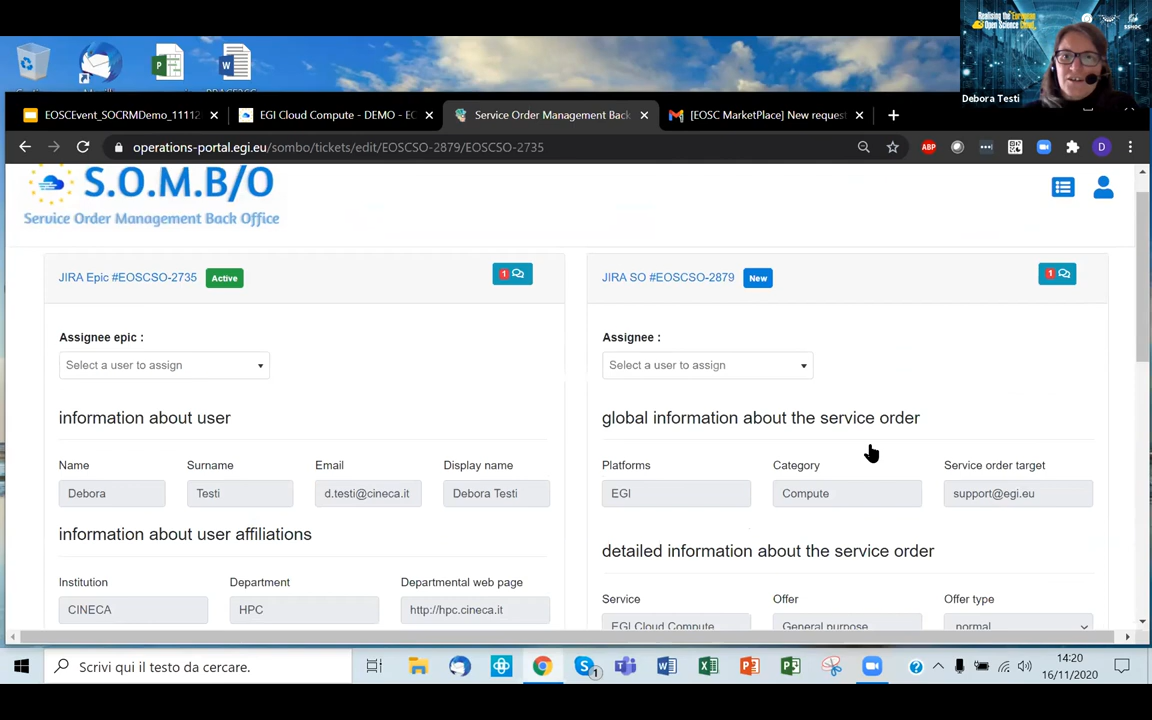 Realising the European
Open Science Cloud
SSHOC
Debora Testi
EOSCEvent_SOCRMDemo_11112
EGI Cloud Compute - DEMO - EC
Service Order Management Back
[EOSC MarketPlace] New request
operations-portal.egi.eu/sombo/tickets/edit/EOSCSO-2879/EOSCSO-2735
ABP
D
S.O.M.B/O
Service Order Management Back Office
JIRA Epic #EOSCSO-2735 Active 1
JIRA SO #EOSCSO-2879 New 1
Assignee epic :
Assignee :
Select a user to assign
Select a user to assign
information about user
global information about the service order
Name Surname Email Display name
Platforms Category Service order target
Debora Testi d.testi@cineca.it Debora Testi
EGI Compute support@egi.eu
information about user affiliations
detailed information about the service order
Institution Department Departmental web page
Service Offer Offer type
CINECA HPC http://hpc.cineca.it
EGI Cloud Compute General purpose normal
Scrivi qui il testo da cercare.
1
14:20
16/11/2020